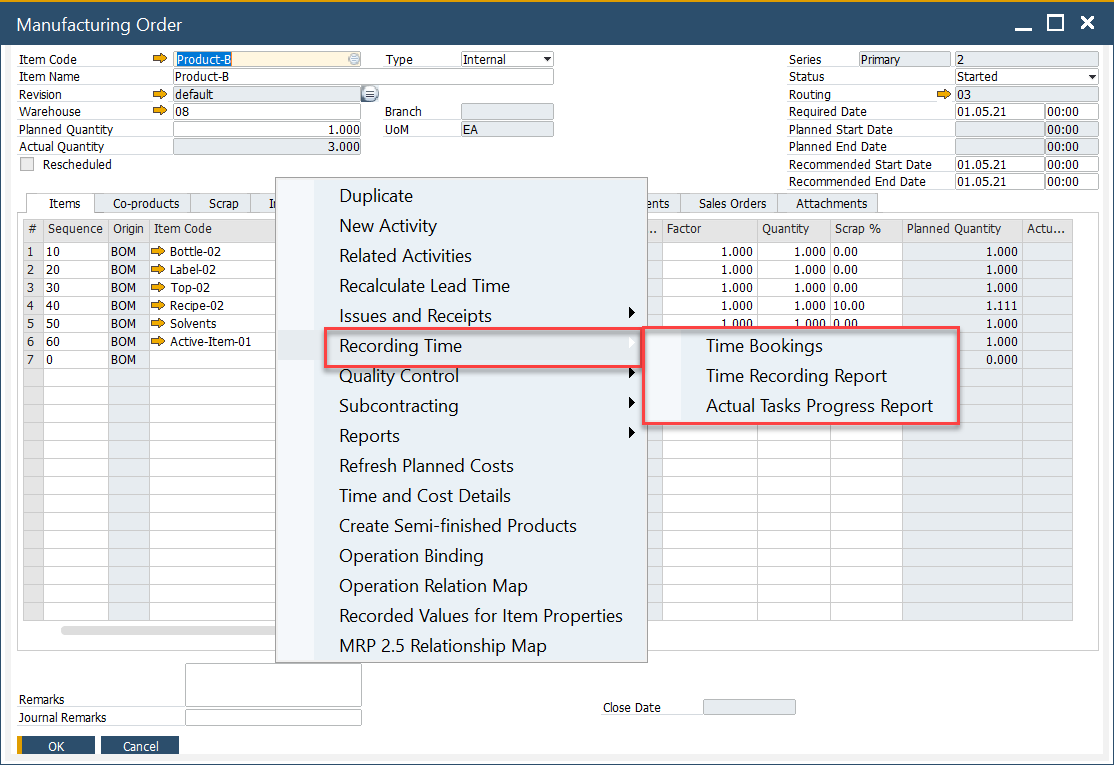 Manufacturing Order
Item Code Product-B Type Internal Series Primary 2
Item Name Product-B Status Started
Revision default Routing 03
Warehouse 08 Branch Required Date 01.05.21 00:00
Planned Quantity 1.000 UoM EA Planned Start Date 00:00
Actual Quantity 3.000 Planned End Date 00:00
Rescheduled Recommended Start Date 01.05.21 00:00
Recommended End Date 01.05.21 00:00
Items Co-products Scrap Sales Orders Attachments
# Sequence Origin Item Code ... Factor Quantity Scrap % Planned Quantity Actu...
1 10 BOM Bottle-02 1.000 1.000 0.00 1.000
2 20 BOM Label-02 1.000 1.000 0.00 1.000
3 30 BOM Top-02 1.000 1.000 0.00 1.000
4 40 BOM Recipe-02 1.000 1.000 10.00 1.111
5 50 BOM Solvents 1.000 1.000 0.00 1.000
6 60 BOM Active-Item-01 1.000
7 0 BOM 0.000
Duplicate
New Activity
Related Activities
Recalculate Lead Time
Issues and Receipts
Recording Time
Quality Control
Subcontracting
Reports
Refresh Planned Costs
Time and Cost Details
Create Semi-finished Products
Operation Binding
Operation Relation Map
Recorded Values for Item Properties
MRP 2.5 Relationship Map
Time Bookings
Time Recording Report
Actual Tasks Progress Report
Remarks
Close Date
Journal Remarks
OK Cancel